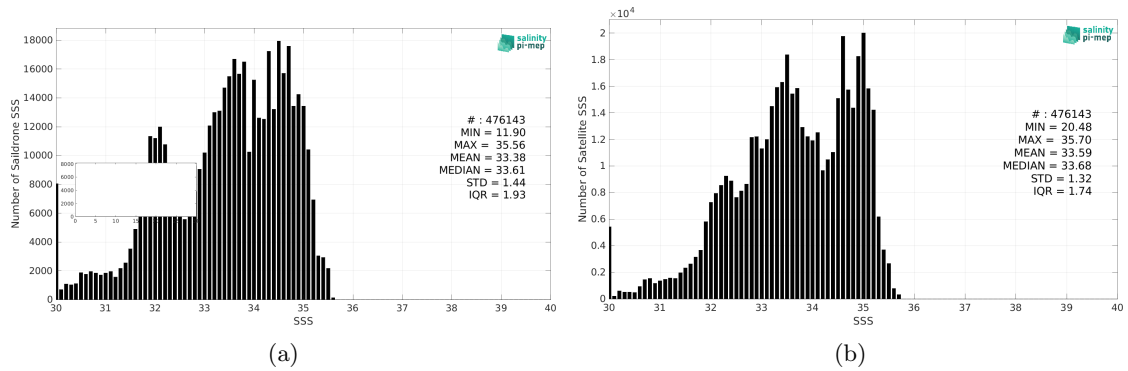 salinity
pi-mep
Number of Saildrone SSS
18000
16000
14000
12000
10000
8000
6000
4000
2000
0
# : 476143
MIN = 11.90
MAX = 35.56
MEAN = 33.38
MEDIAN = 33.61
STD = 1.44
IQR = 1.93
8000
6000
4000
2000
0
0 5 10 15
30 31 32 33 34 35 36 37 38 39 40
SSS
(a)
×10⁴
salinity
pi-mep
Number of Satellite SSS
2
1.8
1.6
1.4
1.2
1
0.8
0.6
0.4
0.2
0
# : 476143
MIN = 20.48
MAX = 35.70
MEAN = 33.59
MEDIAN = 33.68
STD = 1.32
IQR = 1.74
30 31 32 33 34 35 36 37 38 39 40
SSS
(b)